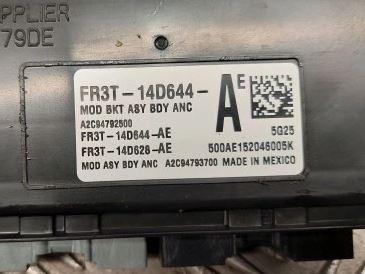 PPLIER
79DE
FR3T-14D644- AE
MOD BKT ASY BDY ANC
A2C94792500
FR3T-14D644-AE 5G25
FR3T-14D628-AE 500AE152046005K
MOD ASY BDY ANC A2C94793700 MADE IN MEXICO